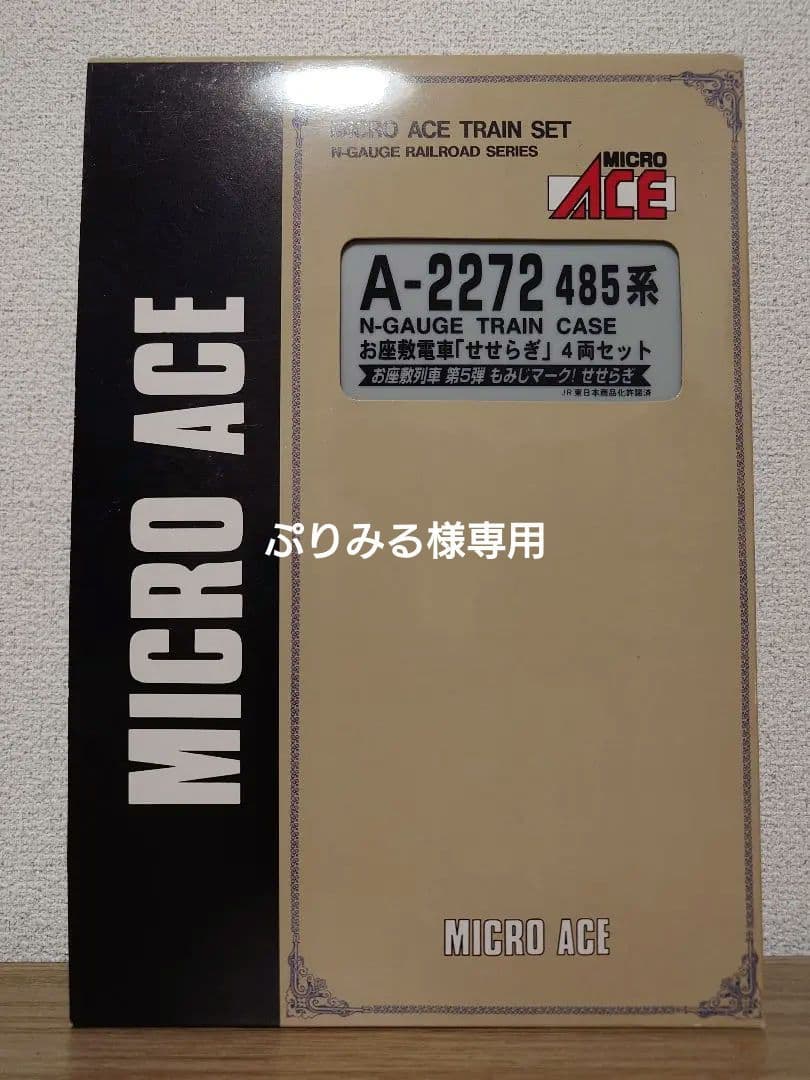 MICRO ACE TRAIN SET
N-GAUGE RAILROAD SERIES
MICRO
ACE
A-2272 485系
N-GAUGE TRAIN CASE
お座敷電車「せせらぎ」4両セット
お座敷列車 第5弾 もみじマーク! せせらぎ
JR東日本商品化許諾済
MICRO ACE
ぷりみる様専用
MICRO ACE